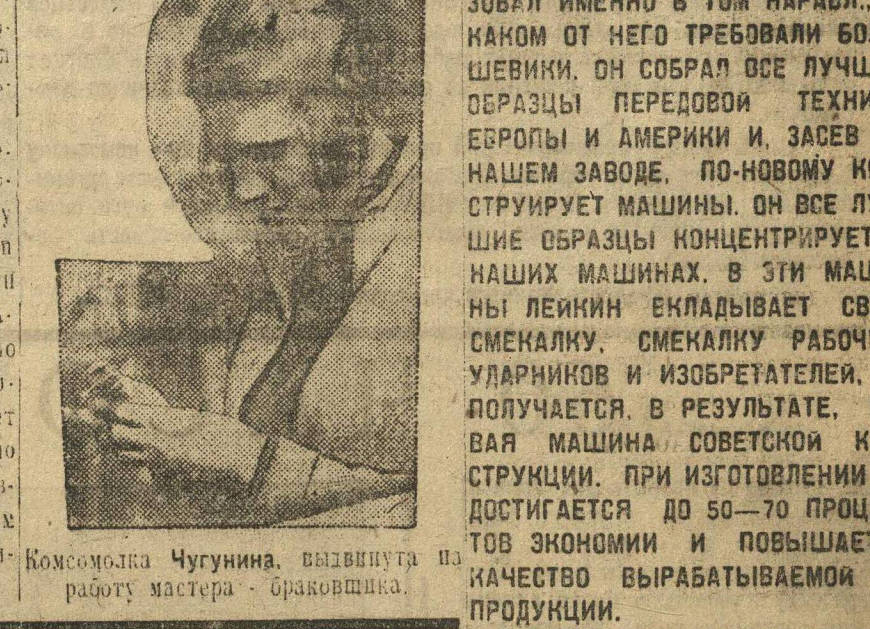 Комсомолка Чугунина, выдвинута на
работу мастера - браковщика.
ЗОВАЛ ИМЕННО В ТОМ
КАКОМ ОТ НЕГО ТРЕБОВАЛИ БО
ШЕВИКИ. ОН СОБРАЛ ВСЕ ЛУЧШ
ОБРАЗЦЫ ПЕРЕДОВОЙ ТЕХНИ
ЕВРОПЫ И АМЕРИКИ И, ЗАСЕВ
НАШЕМ ЗАВОДЕ, ПО-НОВОМУ К
СТРУИРУЕТ МАШИНЫ. ОН ВСЕ ЛУ
ШИЕ ОБРАЗЦЫ КОНЦЕНТРИРУЕТ
НАШИХ МАШИНАХ. В ЭТИ МАШ
НЫ ЛЕЙКИН ВКЛАДЫВАЕТ СВ
СМЕКАЛКУ, СМЕКАЛКУ РАБОЧ
УДАРНИКОВ И ИЗОБРЕТАТЕЛЕЙ,
ПОЛУЧАЕТСЯ, В РЕЗУЛЬТАТЕ,
ВАЯ МАШИНА СОВЕТСКОЙ К
СТРУКЦИИ. ПРИ ИЗГОТОВЛЕНИИ
ДОСТИГАЕТСЯ ДО 50—70 ПРОЦ
ТОВ ЭКОНОМИИ И ПОВЫШАЕТ
КАЧЕСТВО ВЫРАБАТЫВАЕМОЙ
ПРОДУКЦИИ.